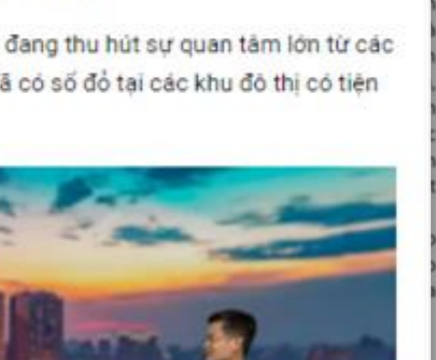 đang thu hút sự quan tâm lớn từ các
ã có sổ đỏ tại các khu đô thị có tiện